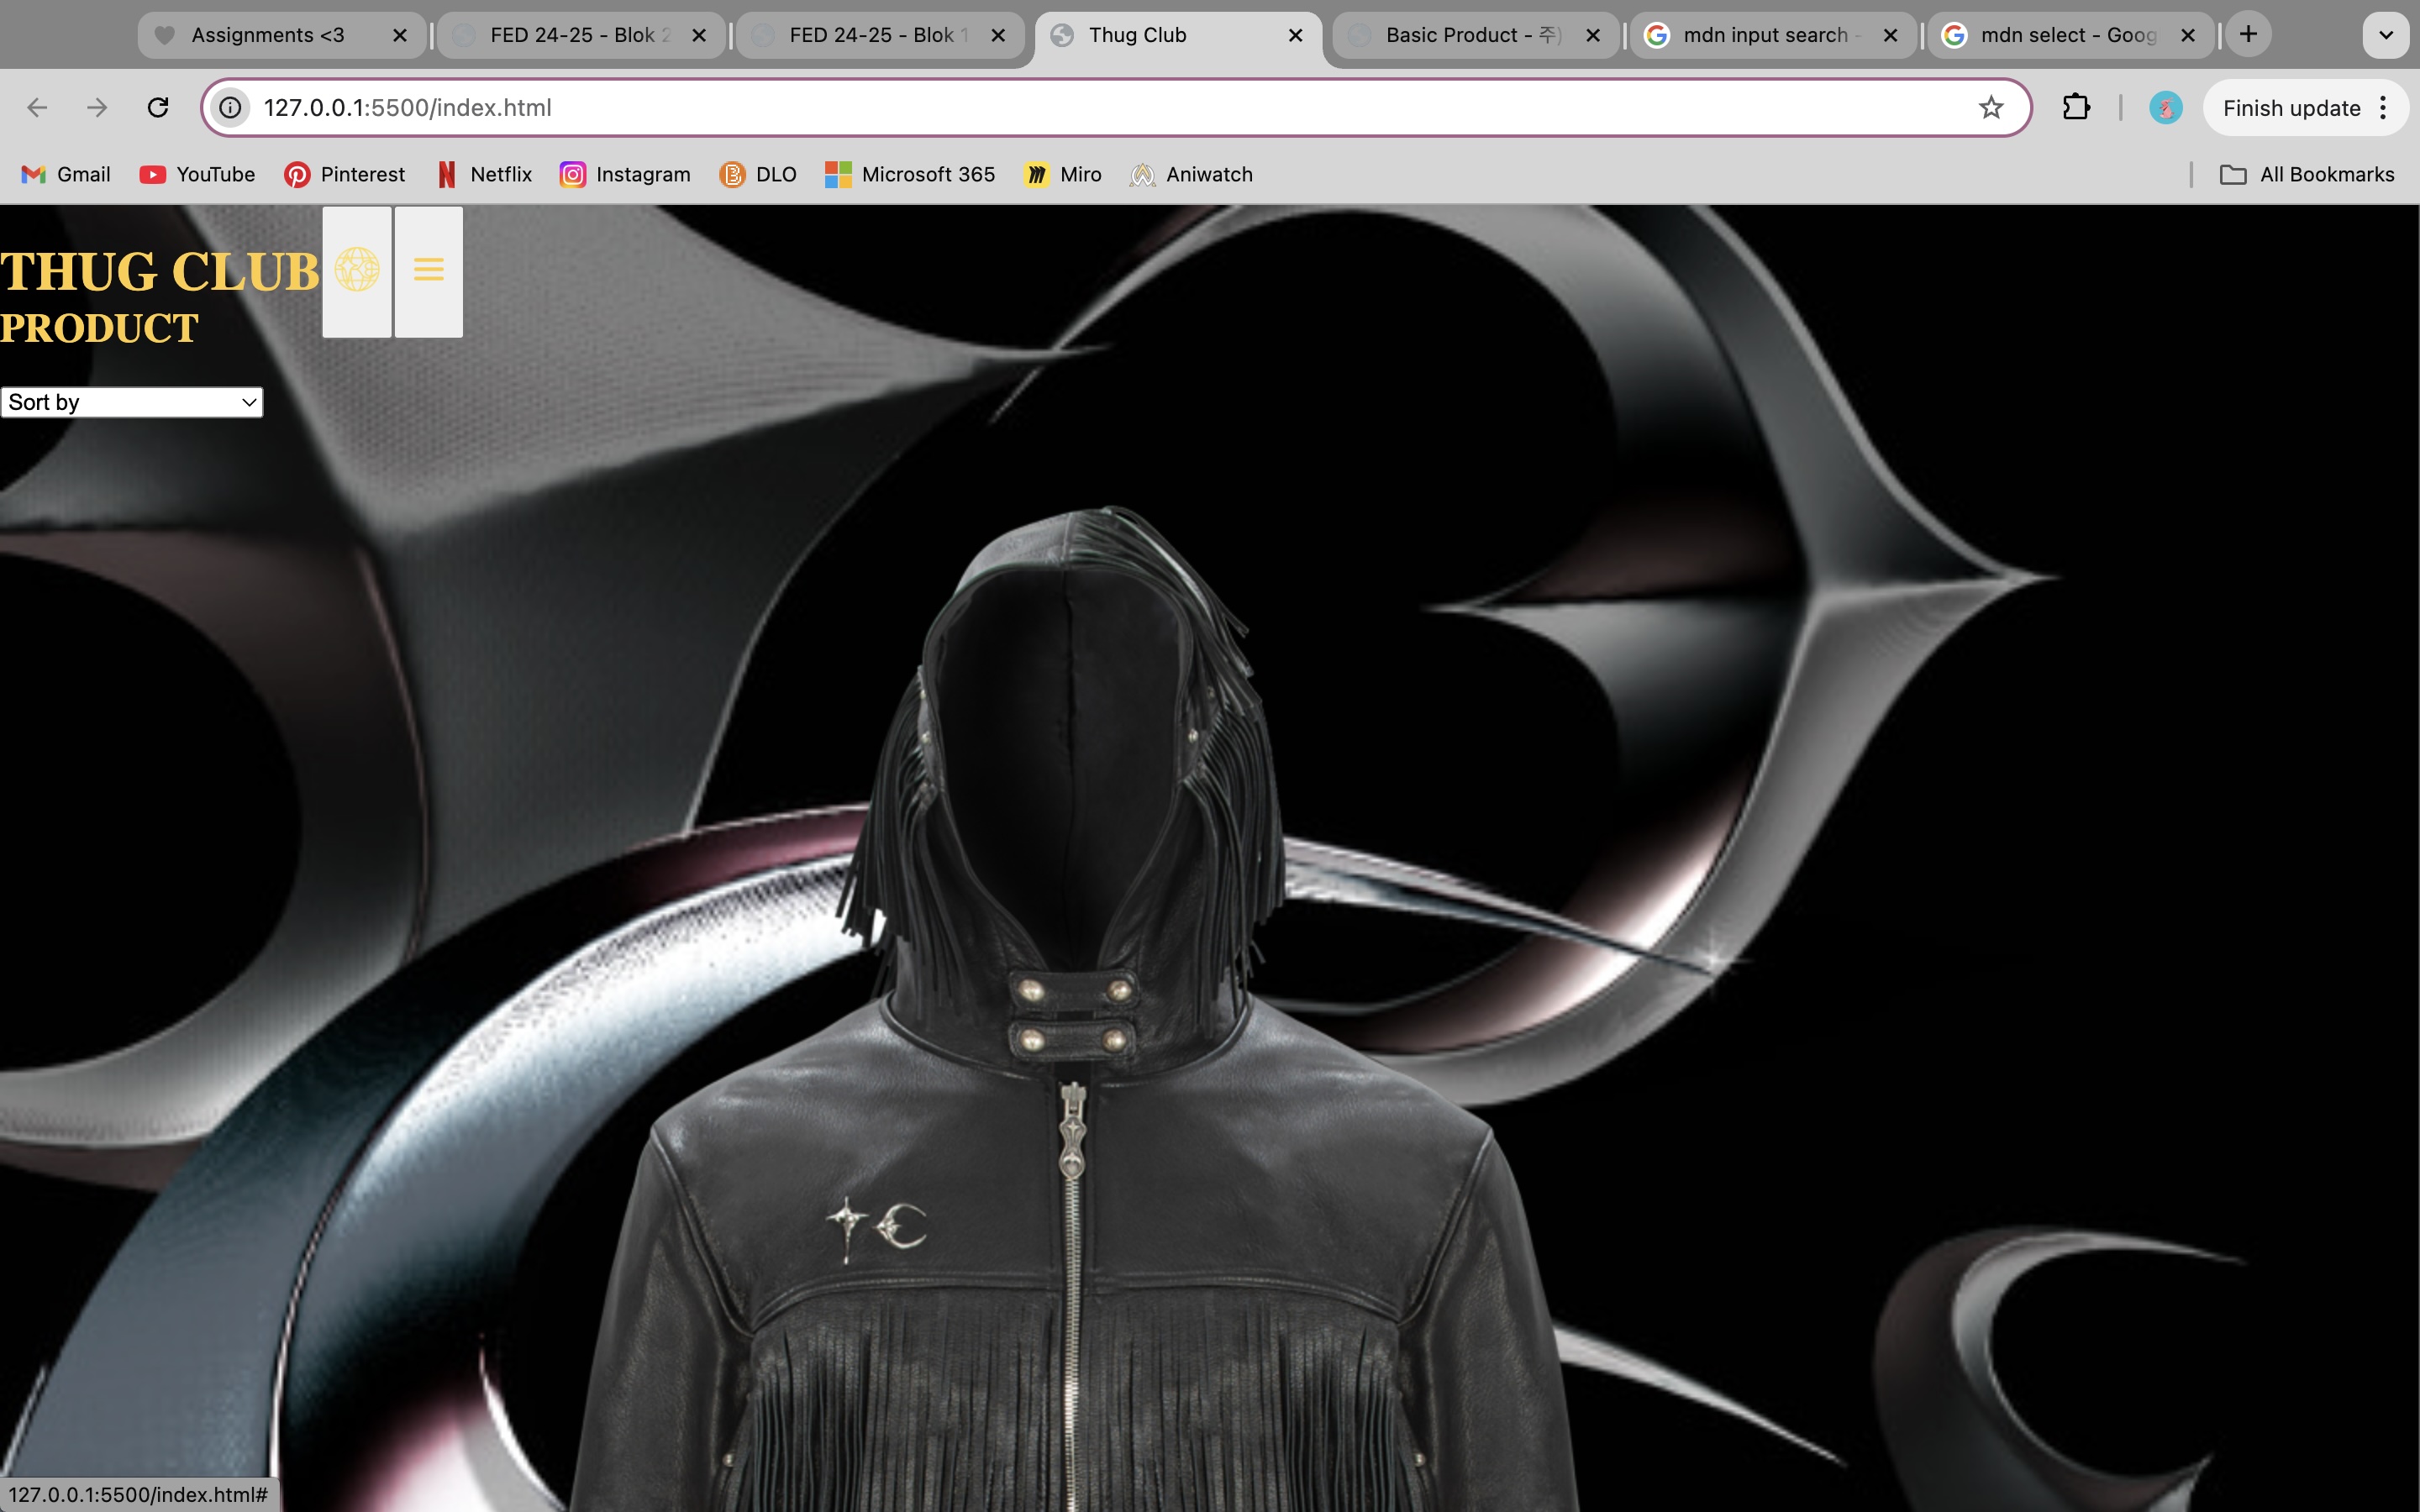 Assignments <3
FED 24-25 - Blok 2
FED 24-25 - Blok 1
Thug Club
Basic Product - 주)
mdn input search -
mdn select - Goog
127.0.0.1:5500/index.html
Finish update
Gmail
YouTube
Pinterest
Netflix
Instagram
DLO
Microsoft 365
Miro
Aniwatch
All Bookmarks
THUG CLUB
PRODUCT
Sort by
127.0.0.1:5500/index.html#